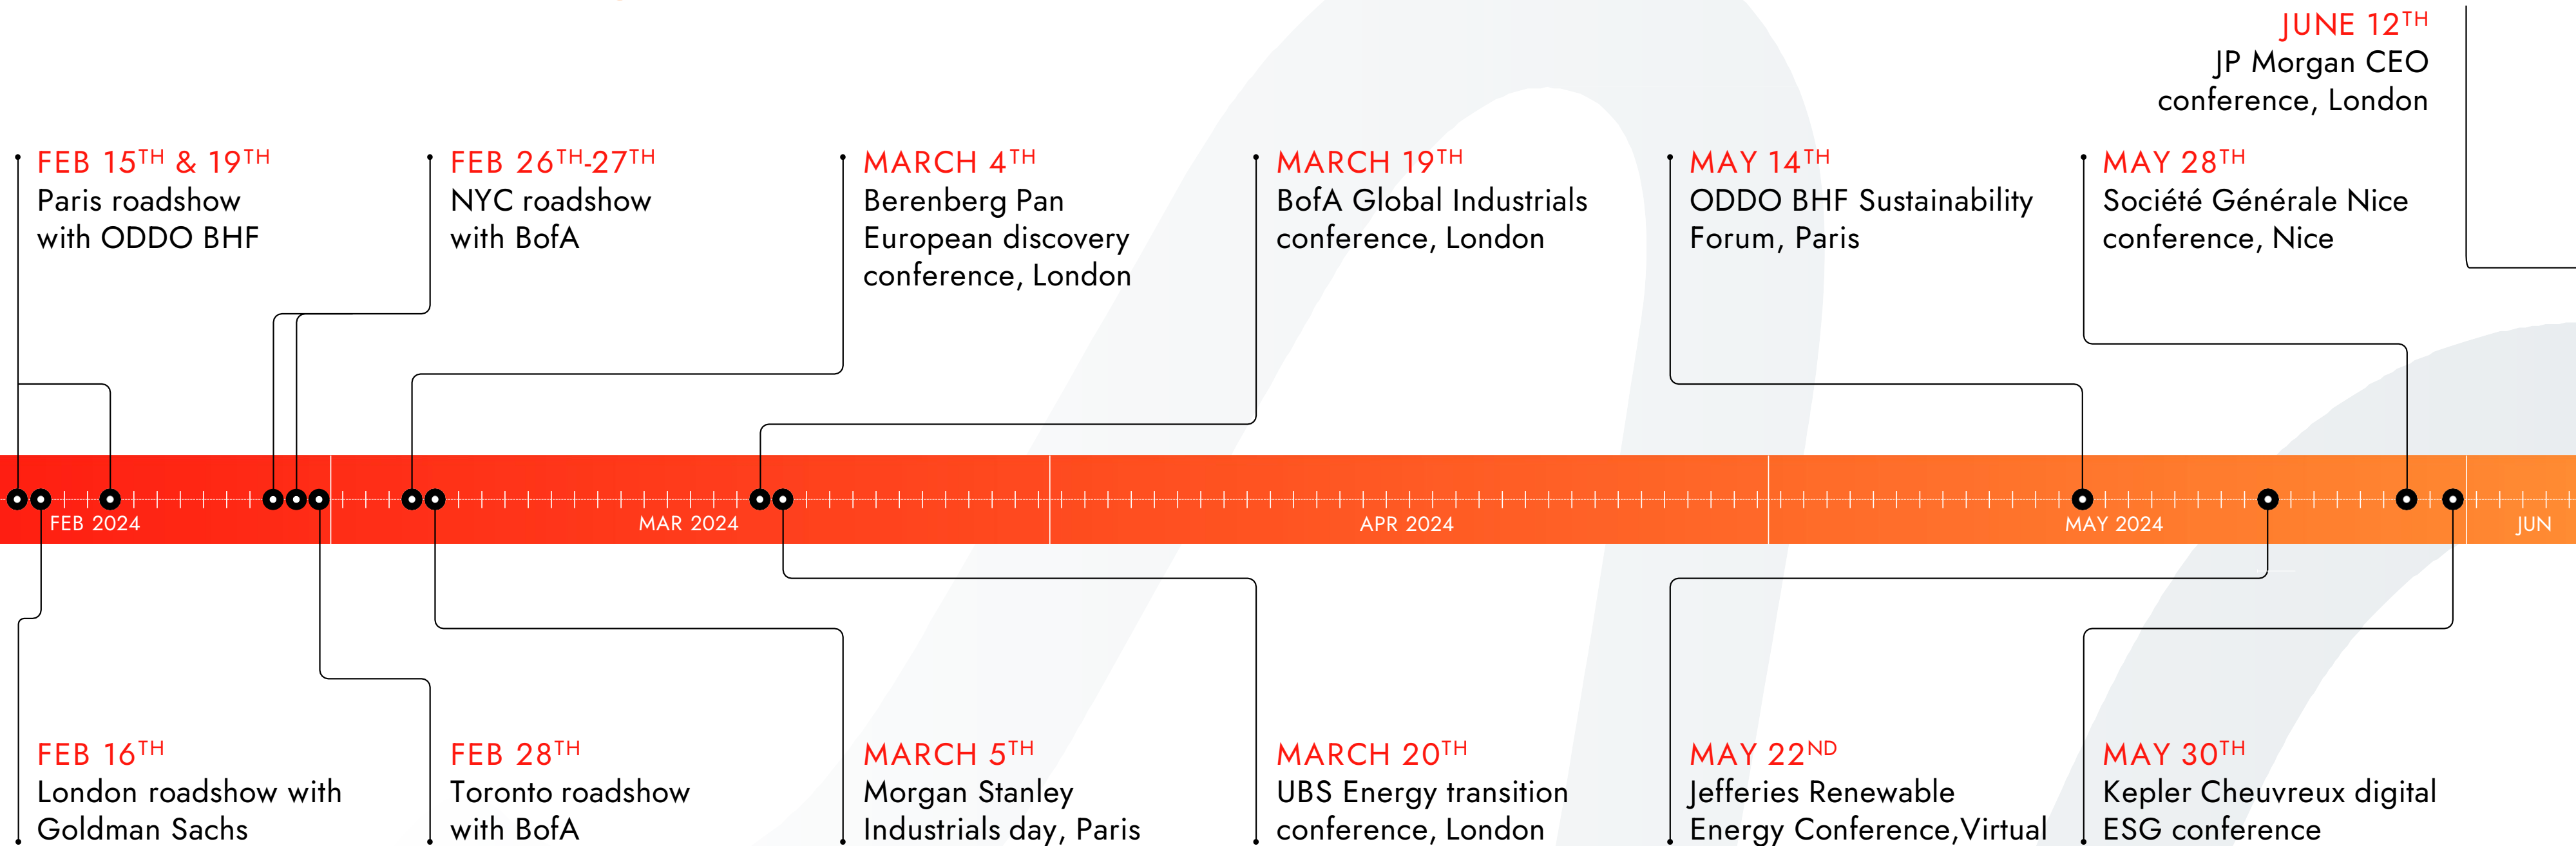 JUNE 12TH
JP Morgan CEO
conference, London
FEB 15TH & 19TH
Paris roadshow
with ODDO BHF
FEB 26TH-27TH
NYC roadshow
with BofA
MARCH 4TH
Berenberg Pan
European discovery
conference, London
MARCH 19TH
BofA Global Industrials
conference, London
MAY 14TH
ODDO BHF Sustainability
Forum, Paris
MAY 28TH
Société Générale Nice
conference, Nice
FEB 2024
MAR 2024
APR 2024
MAY 2024
JUN
FEB 16TH
London roadshow with
Goldman Sachs
FEB 28TH
Toronto roadshow
with BofA
MARCH 5TH
Morgan Stanley
Industrials day, Paris
MARCH 20TH
UBS Energy transition
conference, London
MAY 22ND
Jefferies Renewable
Energy Conference,Virtual
MAY 30TH
Kepler Cheuvreux digital
ESG conference